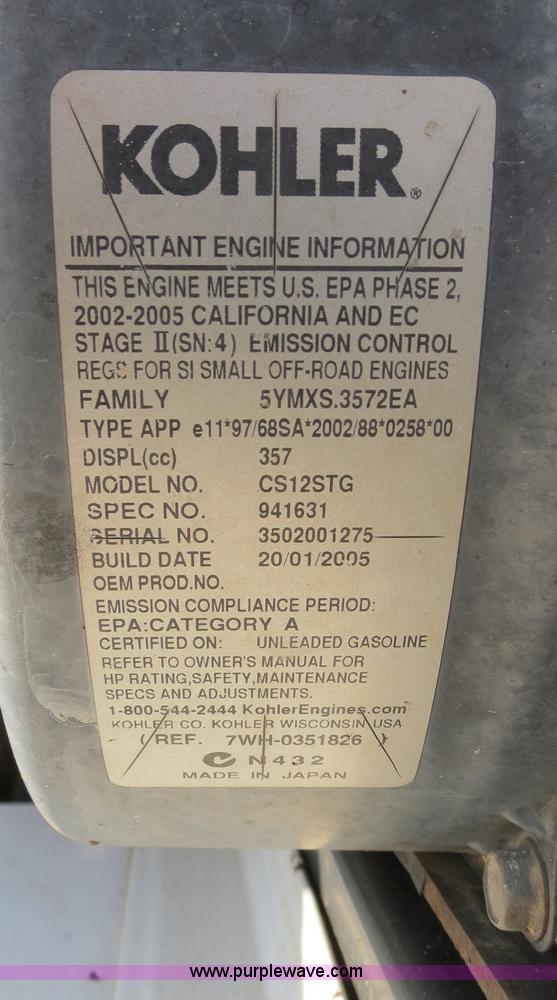 KOHLER®
IMPORTANT ENGINE INFORMATION
THIS ENGINE MEETS U.S. EPA PHASE 2,
2002-2005 CALIFORNIA AND EC
STAGE II(SN:4) EMISSION CONTROL
REGS FOR SI SMALL OFF-ROAD ENGINES
FAMILY 5YMXS.3572EA
TYPE APP e11*97/68SA*2002/88*0258*00
DISPL(cc) 357
MODEL NO. CS12STG
SPEC NO. 941631
SERIAL NO. 3502001275
BUILD DATE 20/01/2005
OEM PROD.NO.
EMISSION COMPLIANCE PERIOD:
EPA:CATEGORY A
CERTIFIED ON: UNLEADED GASOLINE
REFER TO OWNER'S MANUAL FOR
HP RATING,SAFETY,MAINTENANCE
SPECS AND ADJUSTMENTS.
1-800-544-2444 KohlerEngines.com
KOHLER CO. KOHLER WISCONSIN USA
(REF. 7WH-0351826 )
N432
MADE IN JAPAN
www.purplewave.com